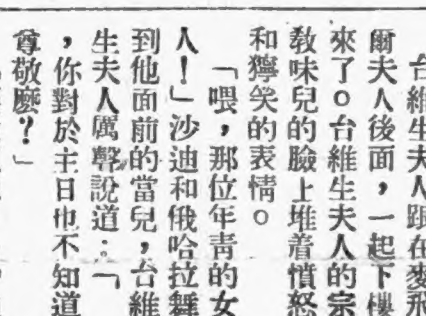 台維生夫人跟在麥飛
爾夫人後面，一起下樓
來了。台維生夫人的宗
教味兒的臉上堆着憤怒
和獰笑的表情。
「喂，那位年青的女
人！」沙迪和俄哈拉舞
到他面前的當兒，台維
生夫人厲聲說道：「
，你對於主日也不知道
尊敬麼？」